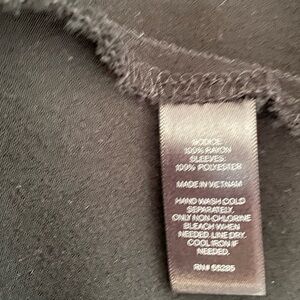 BODICE
100% RAYON
SLEEVES:
100% POLYESTER
MADE IN VIETNAM
HAND WASH COLD
SEPARATELY.
ONLY NON-CHLORINE
BLEACH WHEN
NEEDED. LINE DRY.
COOL IRON IF
NEEDED.
RN# 55285